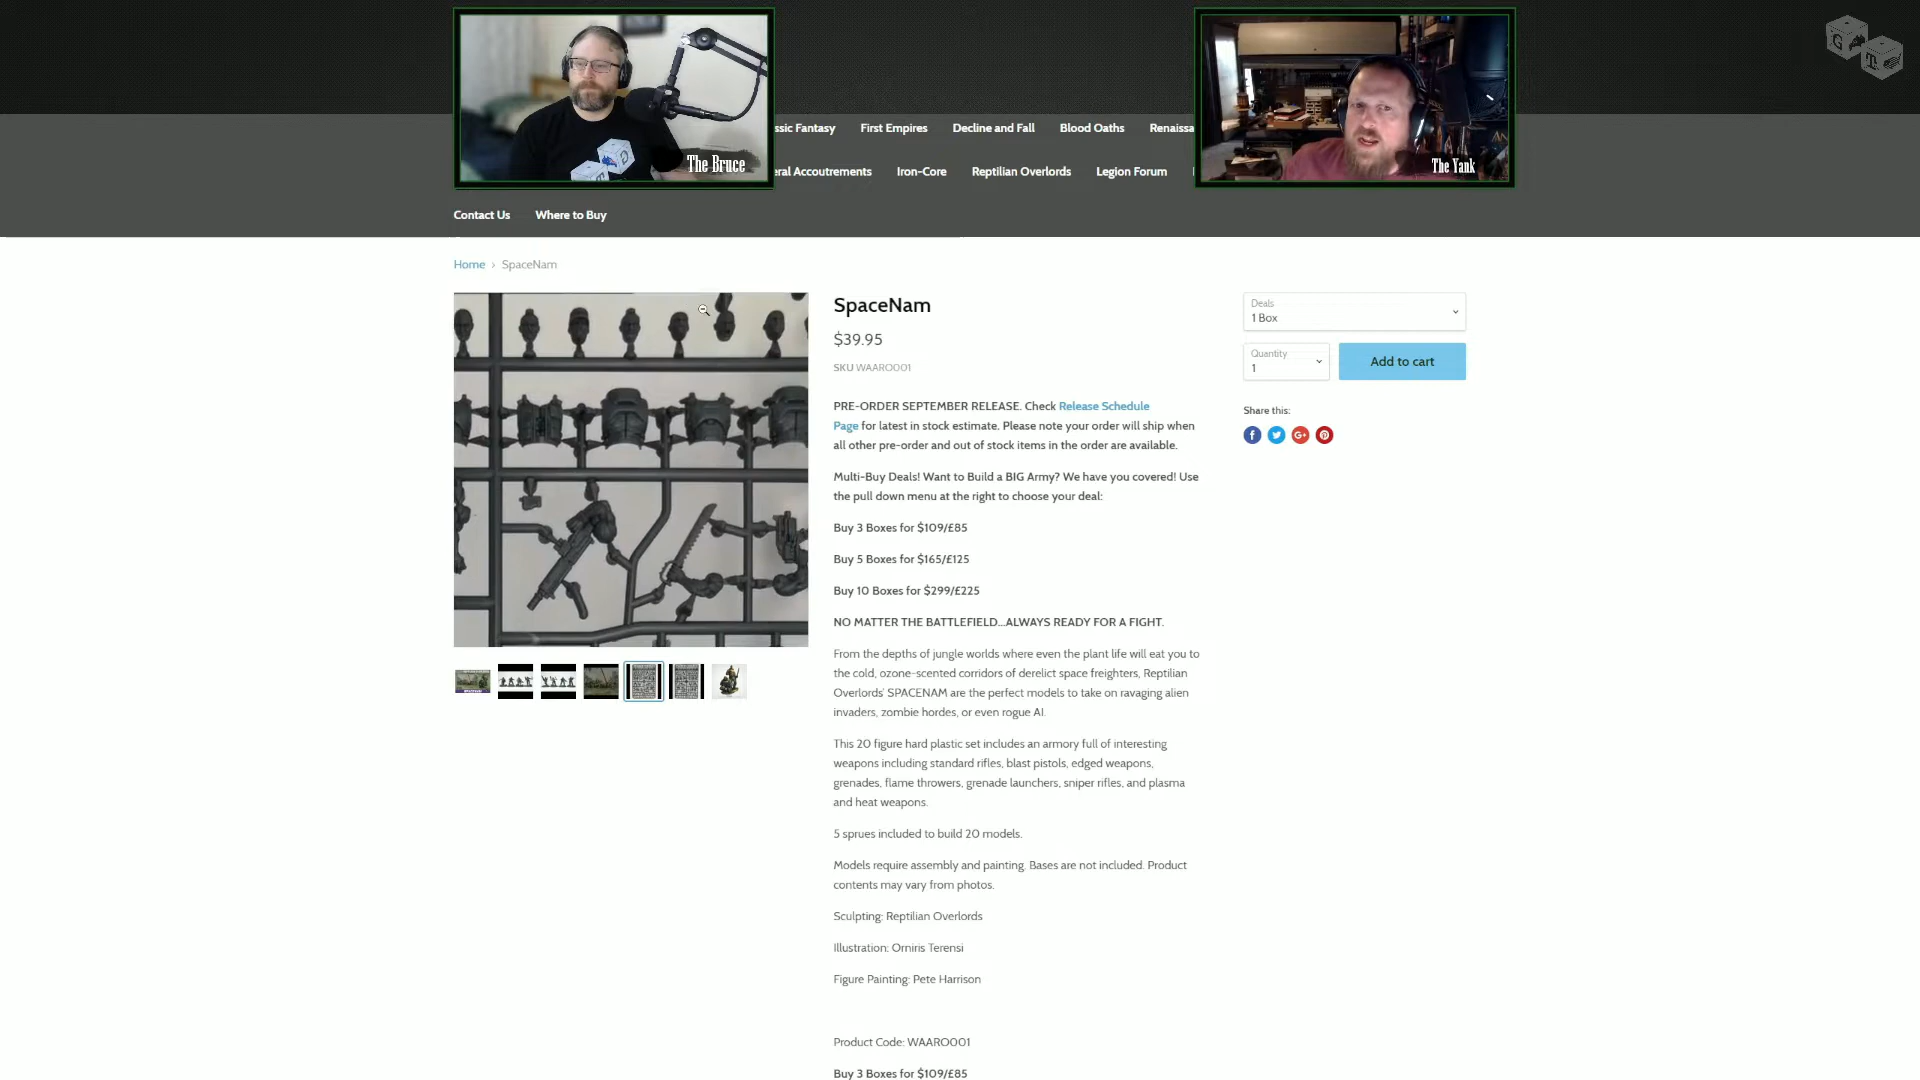 The Bruce
The Yank
ssic Fantasy First Empires Decline and Fall Blood Oaths Renaissa
eral Accoutrements Iron-Core Reptilian Overlords Legion Forum
Contact Us Where to Buy
Home › SpaceNam
SpaceNam
$39.95
SKU WAARO001
PRE-ORDER SEPTEMBER RELEASE. Check Release Schedule
Page for latest in stock estimate. Please note your order will ship when
all other pre-order and out of stock items in the order are available.
Multi-Buy Deals! Want to Build a BIG Army? We have you covered! Use
the pull down menu at the right to choose your deal:
Buy 3 Boxes for $109/£85
Buy 5 Boxes for $165/£125
Buy 10 Boxes for $299/£225
NO MATTER THE BATTLEFIELD...ALWAYS READY FOR A FIGHT.
From the depths of jungle worlds where even the plant life will eat you to
the cold, ozone-scented corridors of derelict space freighters, Reptilian
Overlords' SPACENAM are the perfect models to take on ravaging alien
invaders, zombie hordes, or even rogue AI.
This 20 figure hard plastic set includes an armory full of interesting
weapons including standard rifles, blast pistols, edged weapons,
grenades, flame throwers, grenade launchers, sniper rifles, and plasma
and heat weapons.
5 sprues included to build 20 models.
Models require assembly and painting. Bases are not included. Product
contents may vary from photos.
Sculpting: Reptilian Overlords
Illustration: Orniris Terensi
Figure Painting: Pete Harrison
Product Code: WAARO001
Buy 3 Boxes for $109/£85
Deals
1 Box
Quantity
1
Add to cart
Share this: